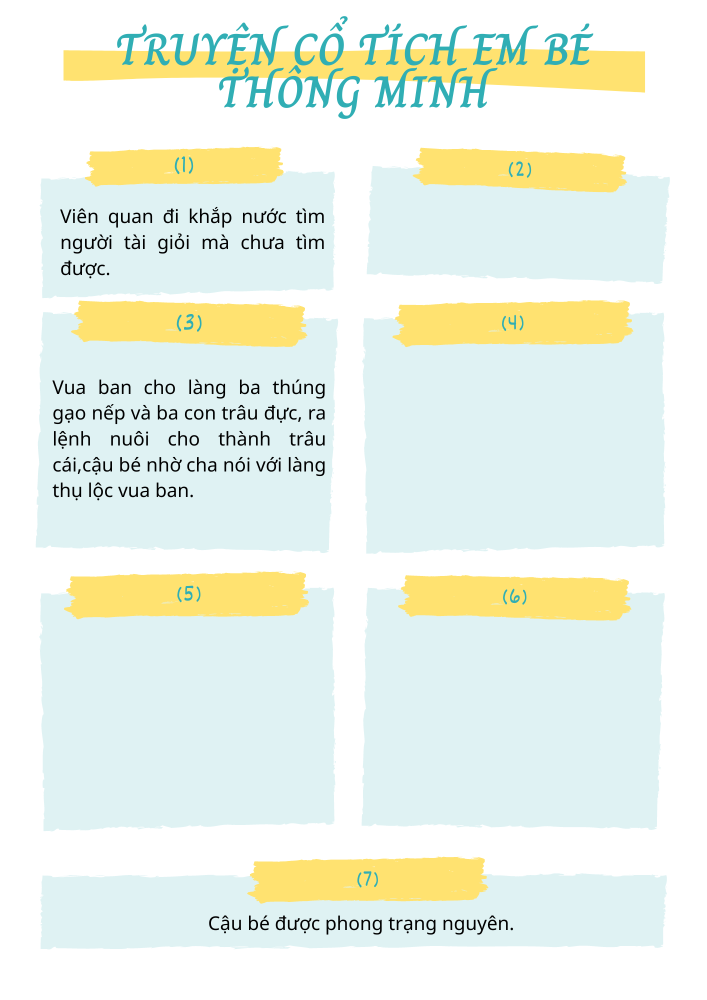 TRUYỆN CỔ TÍCH EM BÉ
THÔNG MINH
(1)
Viên quan đi khắp nước tìm
người tài giỏi mà chưa tìm
được.
(2)
(3)
Vua ban cho làng ba thúng
gạo nếp và ba con trâu đực, ra
lệnh nuôi cho thành trâu
cái,cậu bé nhờ cha nói với làng
thụ lộc vua ban.
(4)
(5)
(6)
(7)
Cậu bé được phong trạng nguyên.